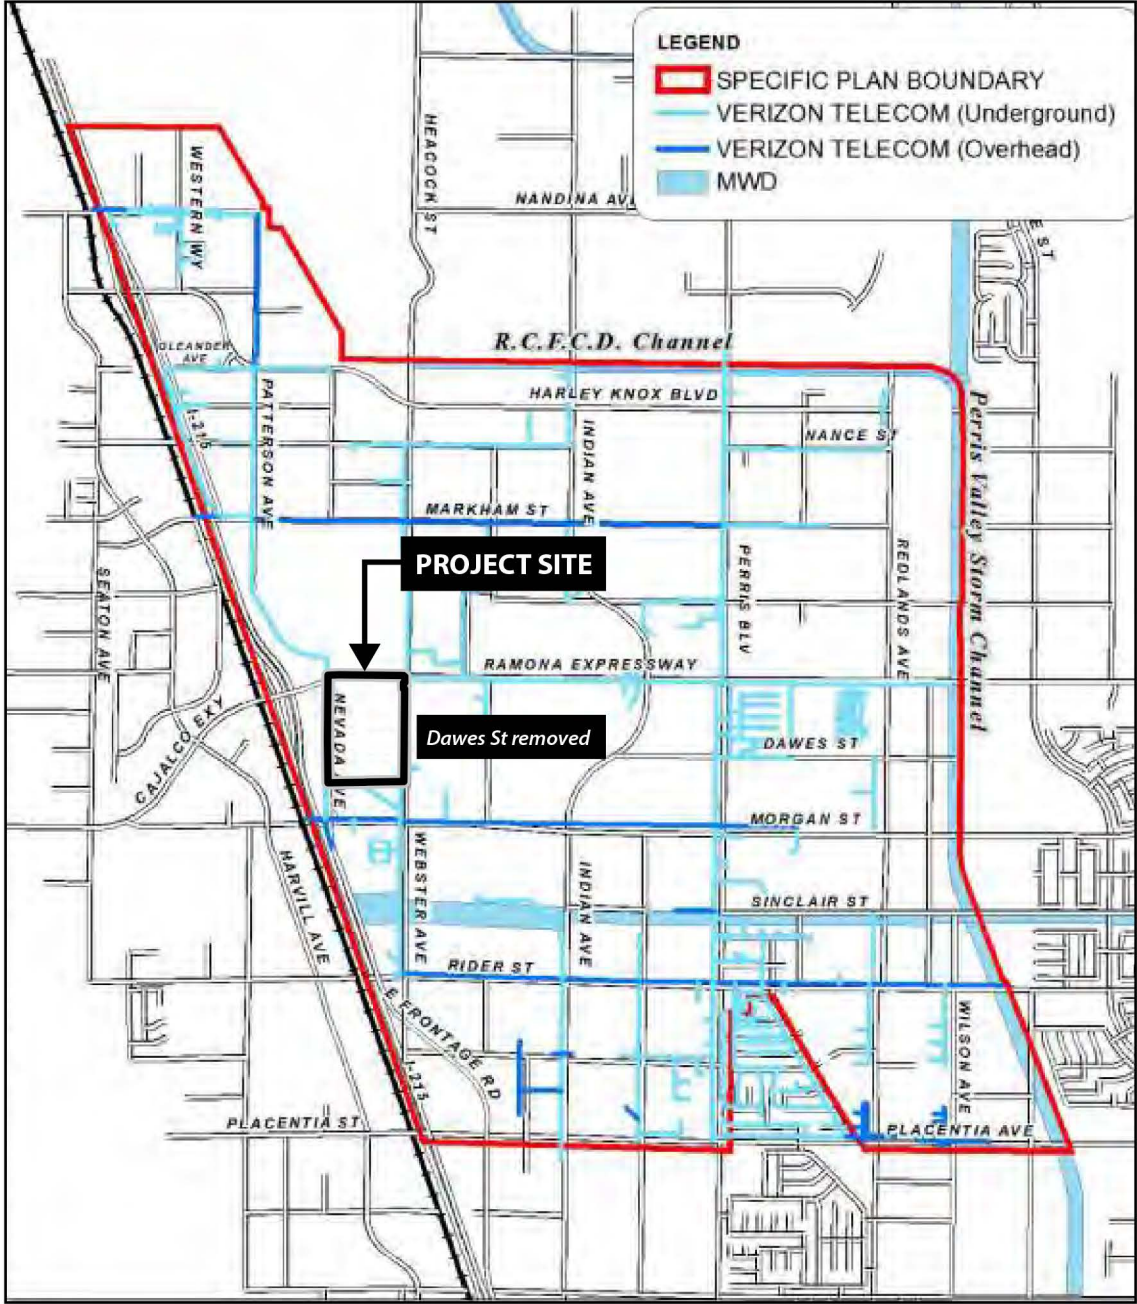 LEGEND
SPECIFIC PLAN BOUNDARY
VERIZON TELECOM (Underground)
VERIZON TELECOM (Overhead)
MWD
HEACOCK ST
WESTERN WY
NANDINA AV
E ST
R.C.F.C.D. Channel
OLEANDER
AVE
HARLEY KNOX BLVD
PATTERSON AVE
I-215
INDIAN AVE
NANCE ST
Perris Valley Storm Channel
MARKHAM ST
PROJECT SITE
SEATON AVE
PERRIS BLV
REDLANDS AVE
RAMONA EXPRESSWAY
NEVADA AVE
CAJALCO EXY
Dawes St removed
DAWES ST
MORGAN ST
HARVILL AVE
WEBSTER AVE
INDIAN AVE
SINCLAIR ST
RIDER ST
E FRONTAGE RD
WILSON AVE
I-215
PLACENTIA ST
PLACENTIA AVE